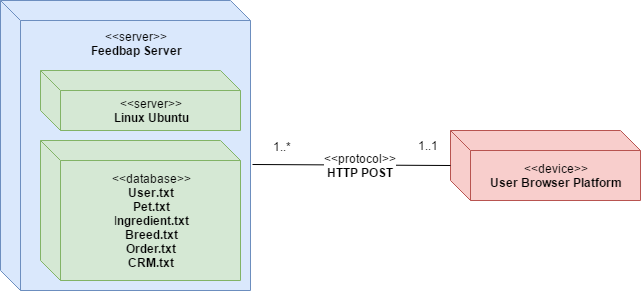 <<server>>
Feedbap Server
<<server>>
Linux Ubuntu
<<database>>
User.txt
Pet.txt
Ingredient.txt
Breed.txt
Order.txt
CRM.txt
1..*
<<protocol>>
HTTP POST
1..1
<<device>>
User Browser Platform